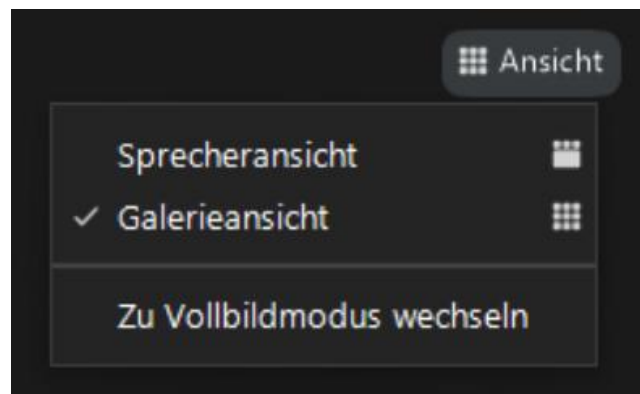 Ansicht
Sprecheransicht
Galerieansicht
Zu Vollbildmodus wechseln